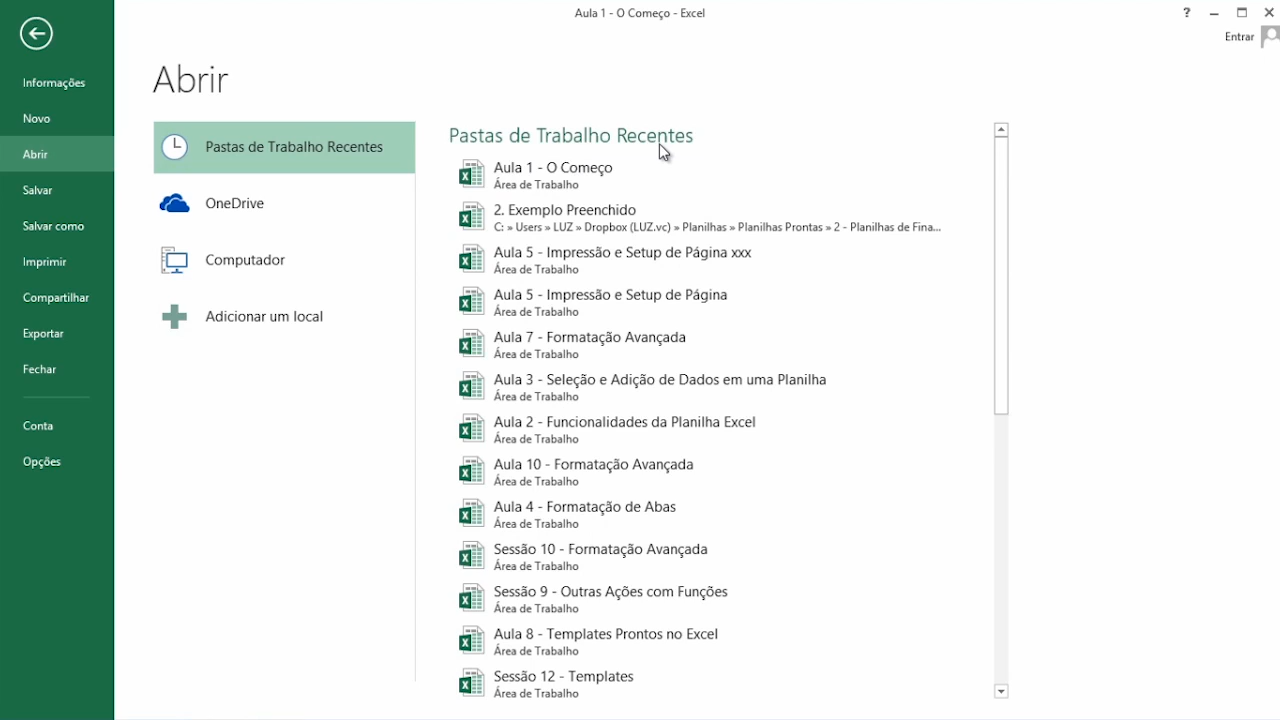 Aula 1 - O Começo - Excel
?
Entrar
Informações
Novo
Abrir
Salvar
Salvar como
Imprimir
Compartilhar
Exportar
Fechar
Conta
Opções
Abrir
Pastas de Trabalho Recentes
OneDrive
Computador
Adicionar um local
Pastas de Trabalho Recentes
Aula 1 - O Começo
Área de Trabalho
2. Exemplo Preenchido
C: » Users » LUZ » Dropbox (LUZ.vc) » Planilhas » Planilhas Prontas » 2 - Planilhas de Fina...
Aula 5 - Impressão e Setup de Página xxx
Área de Trabalho
Aula 5 - Impressão e Setup de Página
Área de Trabalho
Aula 7 - Formatação Avançada
Área de Trabalho
Aula 3 - Seleção e Adição de Dados em uma Planilha
Área de Trabalho
Aula 2 - Funcionalidades da Planilha Excel
Área de Trabalho
Aula 10 - Formatação Avançada
Área de Trabalho
Aula 4 - Formatação de Abas
Área de Trabalho
Sessão 10 - Formatação Avançada
Área de Trabalho
Sessão 9 - Outras Ações com Funções
Área de Trabalho
Aula 8 - Templates Prontos no Excel
Área de Trabalho
Sessão 12 - Templates
Área de Trabalho